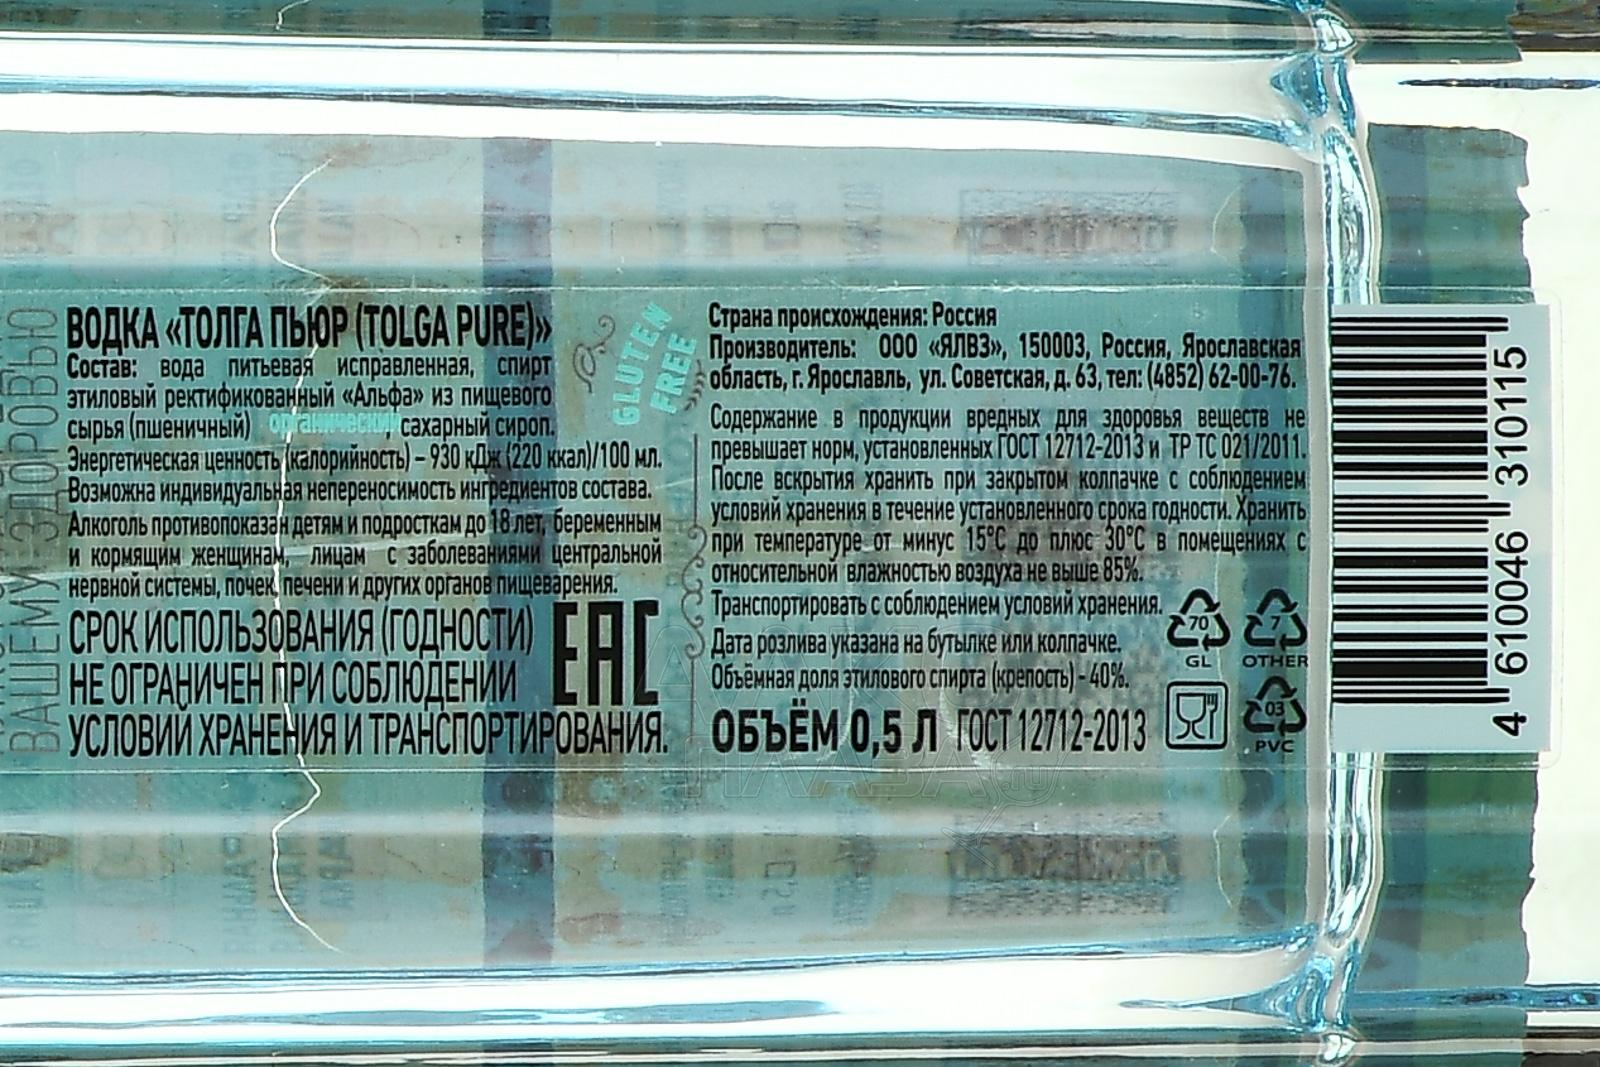 ВАШЕМУ ЗДОРОВЬЮ
ВОДКА «ТОЛГА ПЬЮР (TOLGA PURE)»
Состав: вода питьевая исправленная, спирт
этиловый ректификованный «Альфа» из пищевого
сырья (пшеничный) органический, сахарный сироп.
Энергетическая ценность (калорийность) – 930 кДж (220 ккал)/100 мл.
Возможна индивидуальная непереносимость ингредиентов состава.
Алкоголь противопоказан детям и подросткам до 18 лет, беременным
и кормящим женщинам, лицам с заболеваниями центральной
нервной системы, почек, печени и других органов пищеварения.
СРОК ИСПОЛЬЗОВАНИЯ (ГОДНОСТИ)
НЕ ОГРАНИЧЕН ПРИ СОБЛЮДЕНИИ
УСЛОВИЙ ХРАНЕНИЯ И ТРАНСПОРТИРОВАНИЯ.
EAC
GLUTEN
FREE
Страна происхождения: Россия
Производитель: ООО «ЯЛВЗ», 150003, Россия, Ярославская
область, г. Ярославль, ул. Советская, д. 63, тел: (4852) 62-00-76.
Содержание в продукции вредных для здоровья веществ не
превышает норм, установленных ГОСТ 12712-2013 и ТР ТС 021/2011.
После вскрытия хранить при закрытом колпачке с соблюдением
условий хранения в течение установленного срока годности. Хранить
при температуре от минус 15°С до плюс 30°С в помещениях с
относительной влажностью воздуха не выше 85%.
Транспортировать с соблюдением условий хранения.
Дата розлива указана на бутылке или колпачке.
Объёмная доля этилового спирта (крепость) - 40%.
ОБЪЁМ 0,5 Л ГОСТ 12712-2013
70
GL
7
OTHER
03
PVC
4 610046 310115
АЛКО
ПЛАЗА.ru